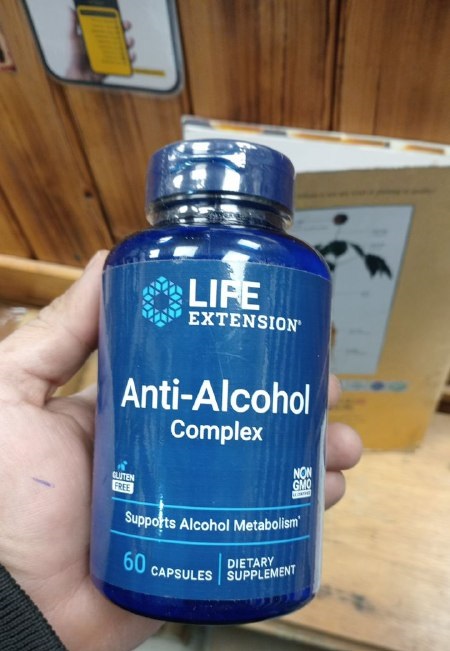 LIFE
EXTENSION®
Anti-Alcohol
Complex
GLUTEN
FREE
NON
GMO
Supports Alcohol Metabolism*
60 CAPSULES
DIETARY
SUPPLEMENT